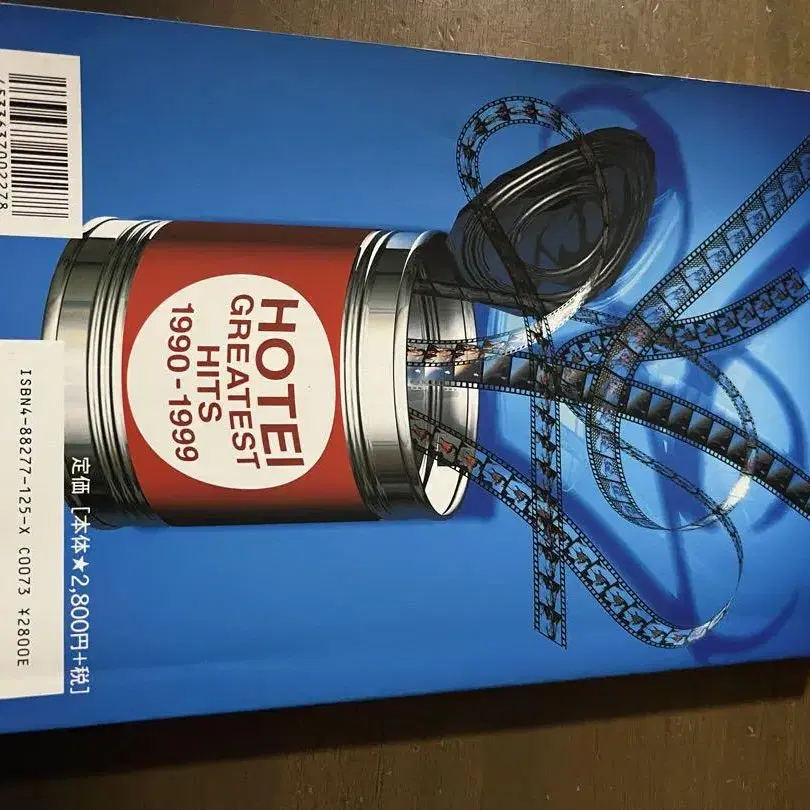 HOTEI
GREATEST
HITS
1990-1999
4533637002278
定価 [本体★2,800円+税]
ISBN4-88277-125-X C0073 ¥2800E